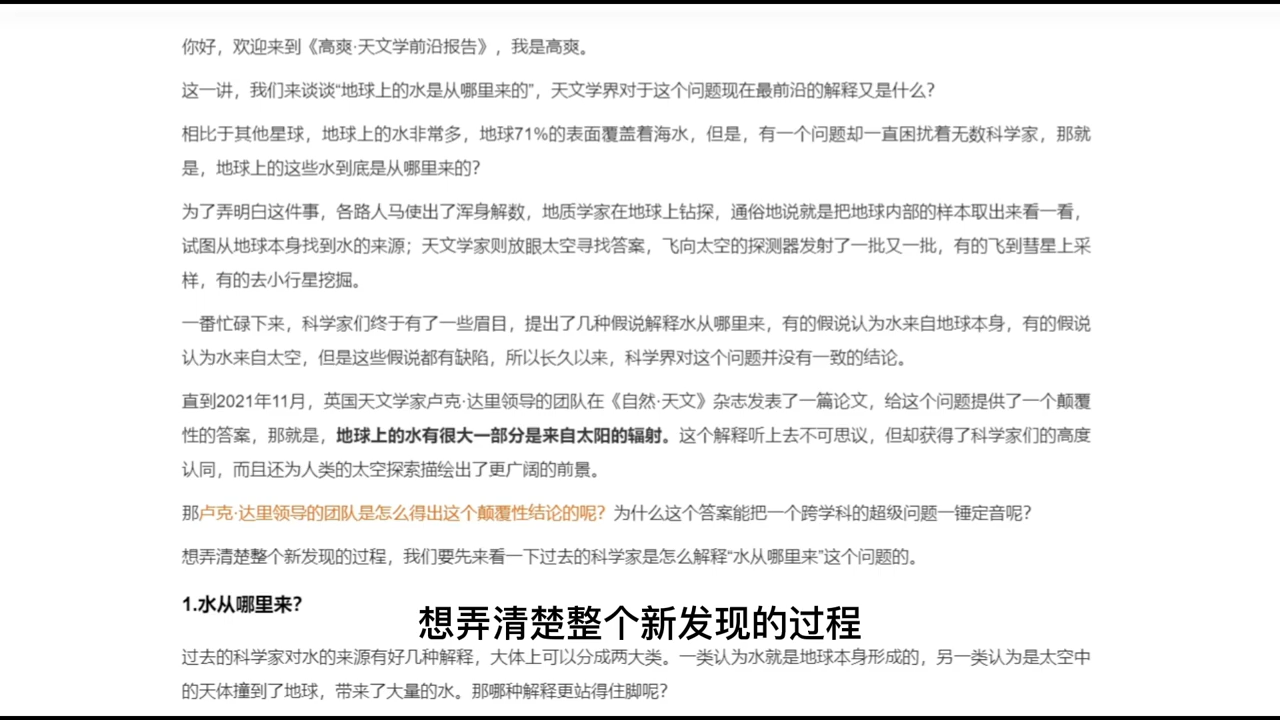 你好，欢迎来到《高爽·天文学前沿报告》，我是高爽。
这一讲，我们来谈谈“地球上的水是从哪里来的”，天文学界对于这个问题现在最前沿的解释又是什么？
相比于其他星球，地球上的水非常多，地球71%的表面覆盖着海水，但是，有一个问题却一直困扰着无数科学家，那就
是，地球上的这些水到底是从哪里来的？
为了弄明白这件事，各路人马使出了浑身解数，地质学家在地球上钻探，通俗地说就是把地球内部的样本取出来看一看，
试图从地球本身找到水的来源；天文学家则放眼太空寻找答案，飞向太空的探测器发射了一批又一批，有的飞到彗星上采
样，有的去小行星挖掘。
一番忙碌下来，科学家们终于有了一些眉目，提出了几种假说解释水从哪里来，有的假说认为水来自地球本身，有的假说
认为水来自太空，但是这些假说都有缺陷，所以长久以来，科学界对这个问题并没有一致的结论。
直到2021年11月，英国天文学家卢克·达里领导的团队在《自然·天文》杂志发表了一篇论文，给这个问题提供了一个颠覆
性的答案，那就是，地球上的水有很大一部分是来自太阳的辐射。这个解释听上去不可思议，但却获得了科学家们的高度
认同，而且还为人类的太空探索描绘出了更广阔的前景。
那卢克·达里领导的团队是怎么得出这个颠覆性结论的呢？为什么这个答案能把一个跨学科的超级问题一锤定音呢？
想弄清楚整个新发现的过程，我们要先来看一下过去的科学家是怎么解释“水从哪里来”这个问题的。
1.水从哪里来？
想弄清楚整个新发现的过程
过去的科学家对水的来源有好几种解释，大体上可以分成两大类。一类认为水就是地球本身形成的，另一类认为是太空中
的天体撞到了地球，带来了大量的水。那哪种解释更站得住脚呢？